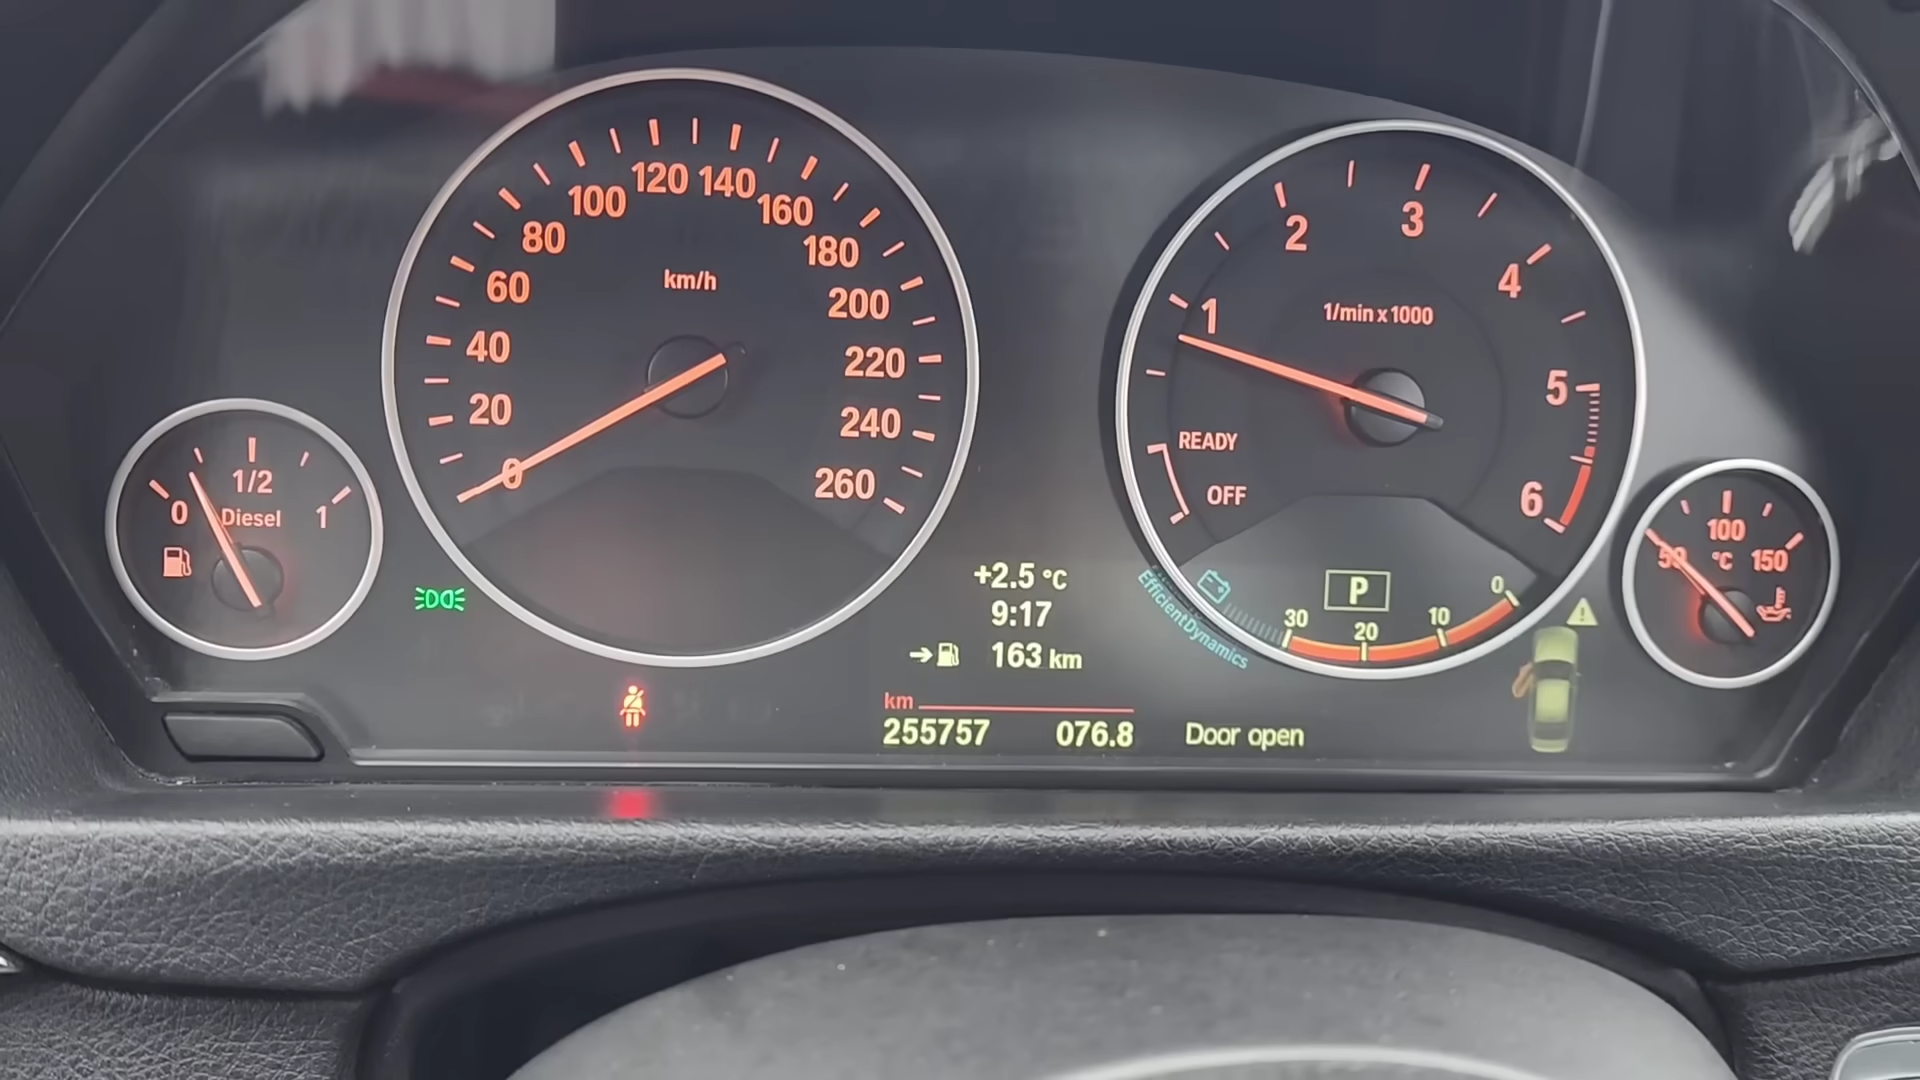 0
1/2
1
Diesel
0
20
40
60
80
100
120
140
160
180
200
220
240
260
km/h
+2.5 °C
9:17
163 km
km
255757 076.8
Door open
1
2
3
4
5
6
1/min x 1000
READY
OFF
P
30
20
10
0
EfficientDynamics
50
100
150
°C